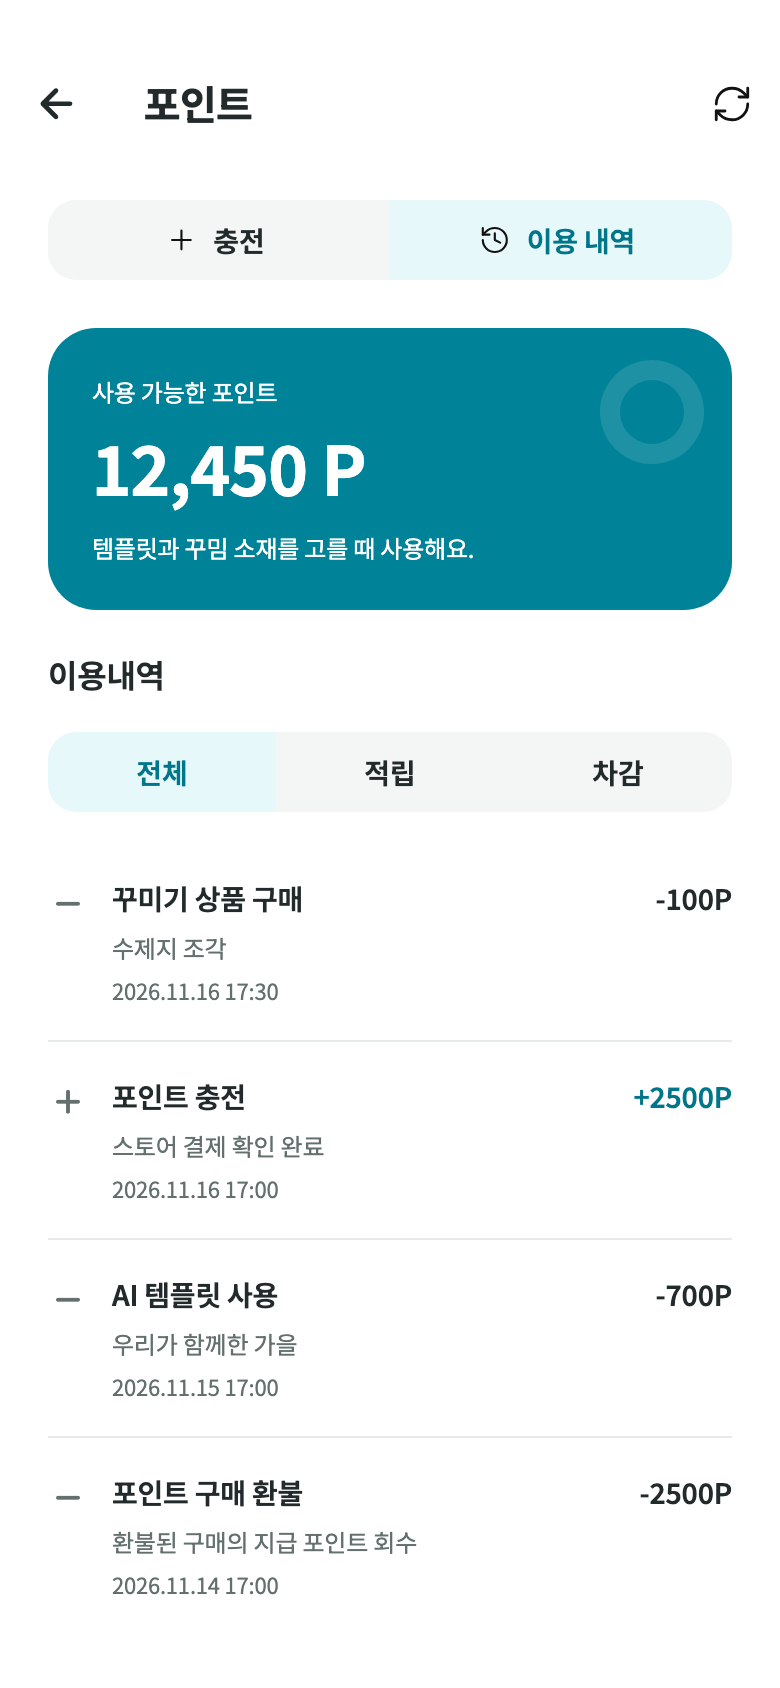 포인트
충전
이용 내역
사용 가능한 포인트
12,450 P
템플릿과 꾸밈 소재를 고를 때 사용해요.
이용내역
전체
적립
차감
꾸미기 상품 구매
-100P
수제지 조각
2026.11.16 17:30
포인트 충전
+2500P
스토어 결제 확인 완료
2026.11.16 17:00
AI 템플릿 사용
-700P
우리가 함께한 가을
2026.11.15 17:00
포인트 구매 환불
-2500P
환불된 구매의 지급 포인트 회수
2026.11.14 17:00